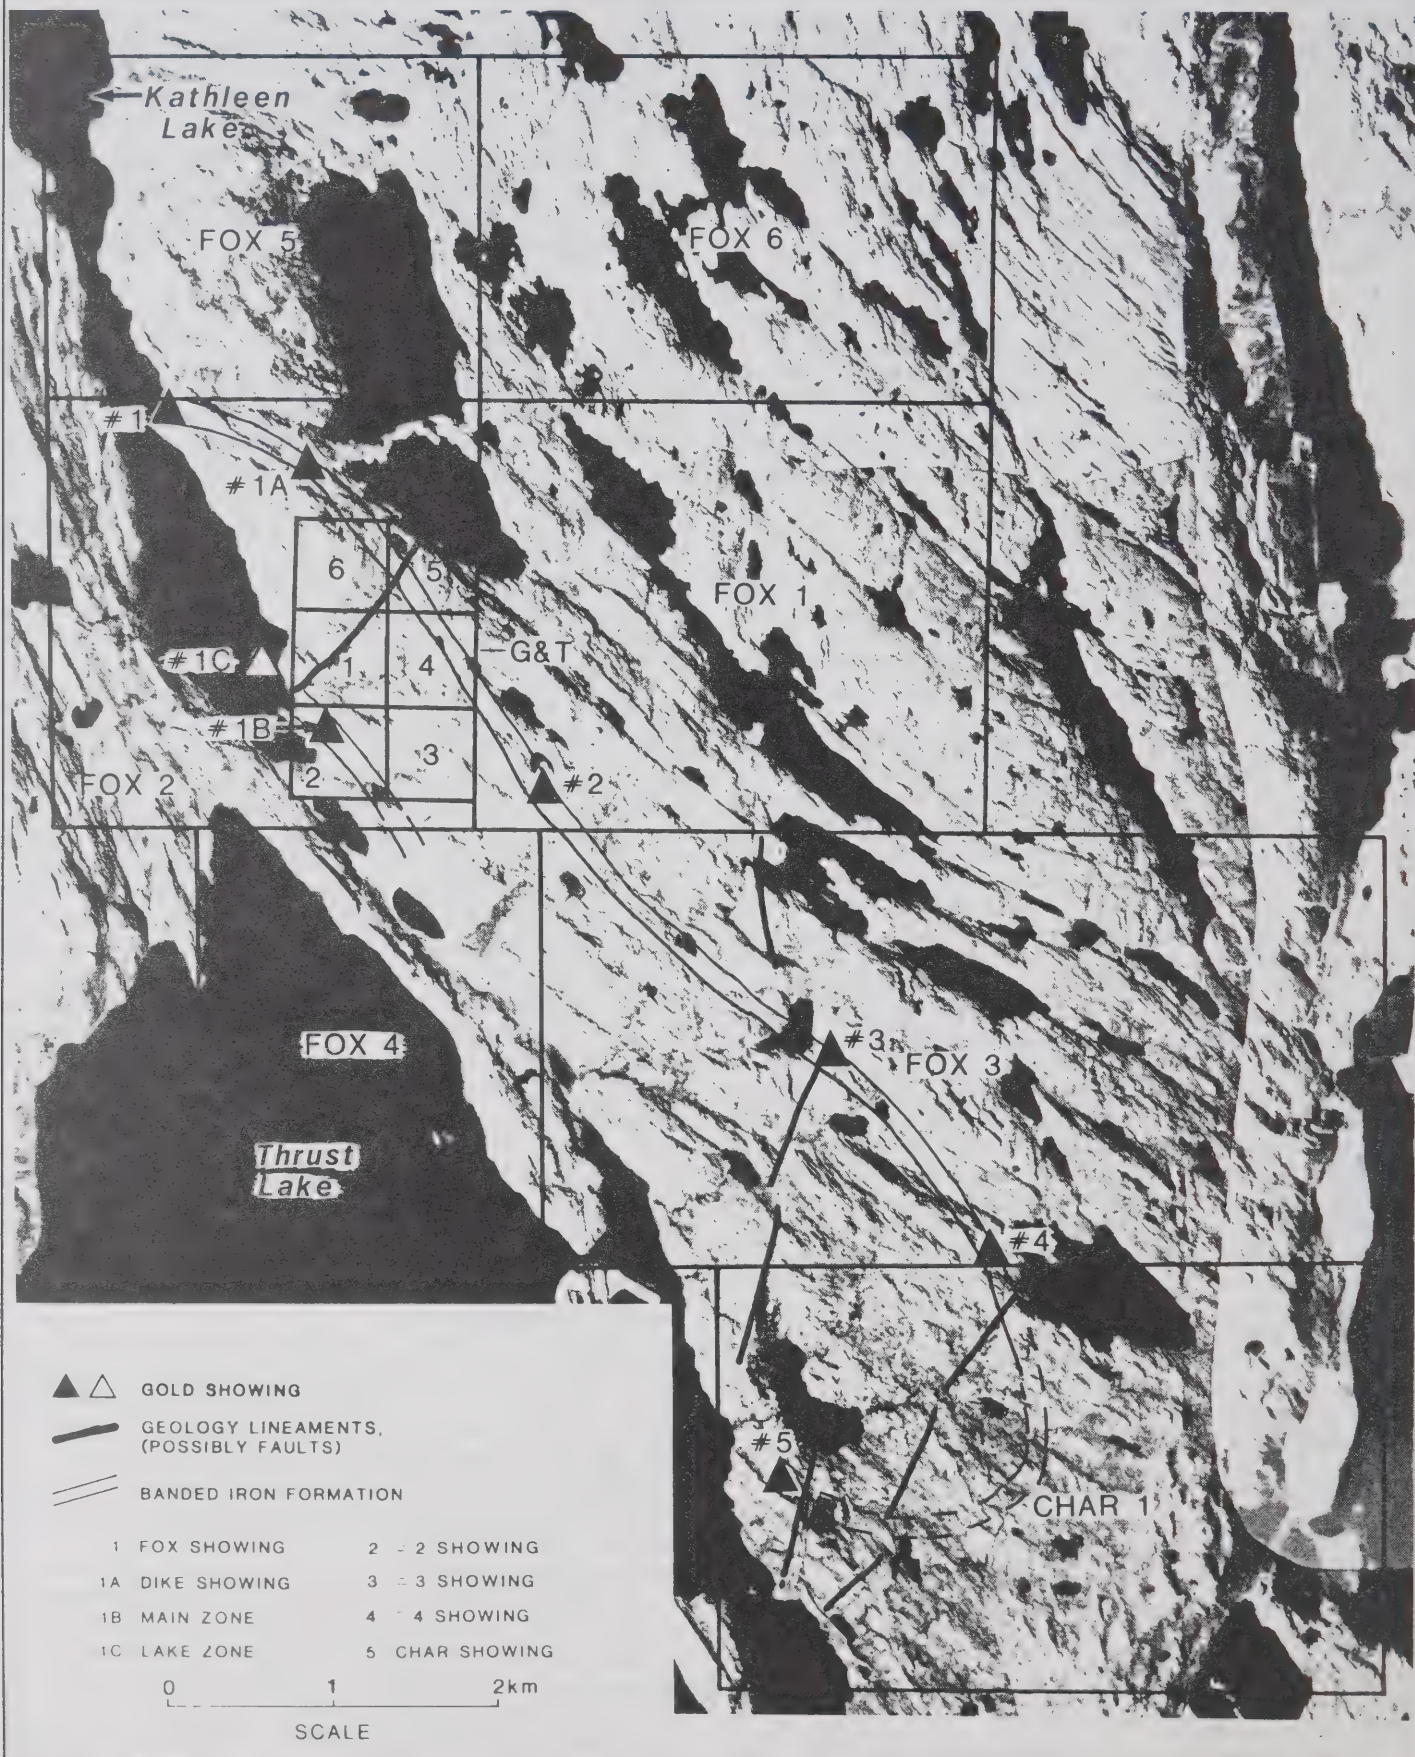 Kathleen
Lake
FOX 5
FOX 6
#1
#1A
6
5
FOX 1
#1C
1
4
G&T
#1B
2
3
FOX 2
#2
FOX 4
#3
FOX 3
Thrust
Lake
#4
#5
CHAR 1
GOLD SHOWING
GEOLOGY LINEAMENTS,
(POSSIBLY FAULTS)
BANDED IRON FORMATION
1 FOX SHOWING
1A DIKE SHOWING
1B MAIN ZONE
1C LAKE ZONE
2 2 SHOWING
3 3 SHOWING
4 4 SHOWING
5 CHAR SHOWING
0 1 2km
SCALE